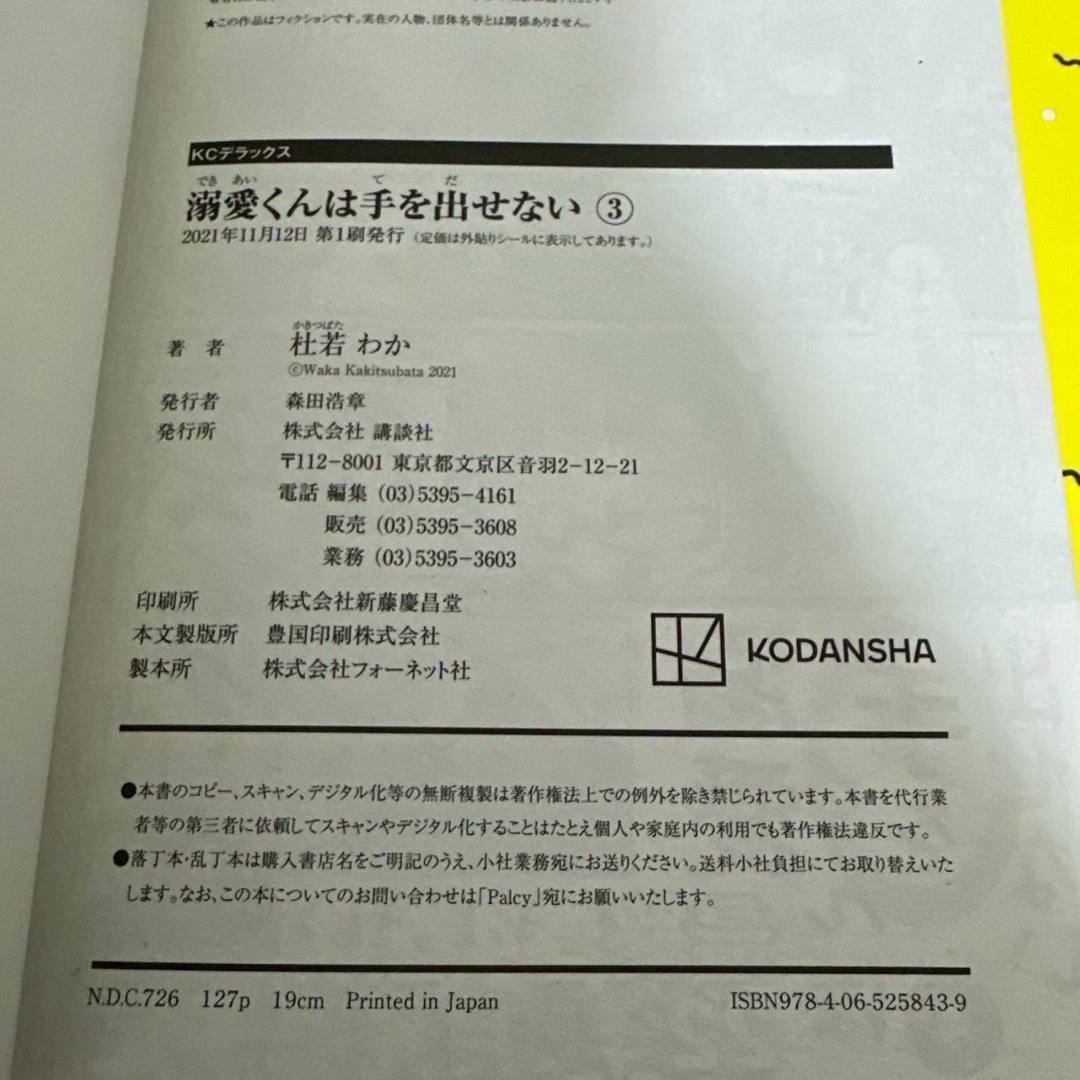 ★この作品はフィクションです。実在の人物、団体名等とは関係ありません。
KCデラックス
でき あい て だ
溺愛くんは手を出せない ③
2021年11月12日 第1刷発行 (定価は外貼りシールに表示してあります。)
かきつばた
著 者 杜若 わか
©Waka Kakitsubata 2021
発行者 森田浩章
発行所 株式会社 講談社
〒112-8001 東京都文京区音羽2-12-21
電話 編集 (03)5395-4161
販売 (03)5395-3608
業務 (03)5395-3603
印刷所 株式会社新藤慶昌堂
本文製版所 豊国印刷株式会社
製本所 株式会社フォーネット社
KODANSHA
●本書のコピー、スキャン、デジタル化等の無断複製は著作権法上での例外を除き禁じられています。本書を代行業
者等の第三者に依頼してスキャンやデジタル化することはたとえ個人や家庭内の利用でも著作権法違反です。
●落丁本・乱丁本は購入書店名をご明記のうえ、小社業務宛にお送りください。送料小社負担にてお取り替えいた
します。なお、この本についてのお問い合わせは「Palcy」宛にお願いいたします。
N.D.C.726 127p 19cm Printed in Japan ISBN978-4-06-525843-9